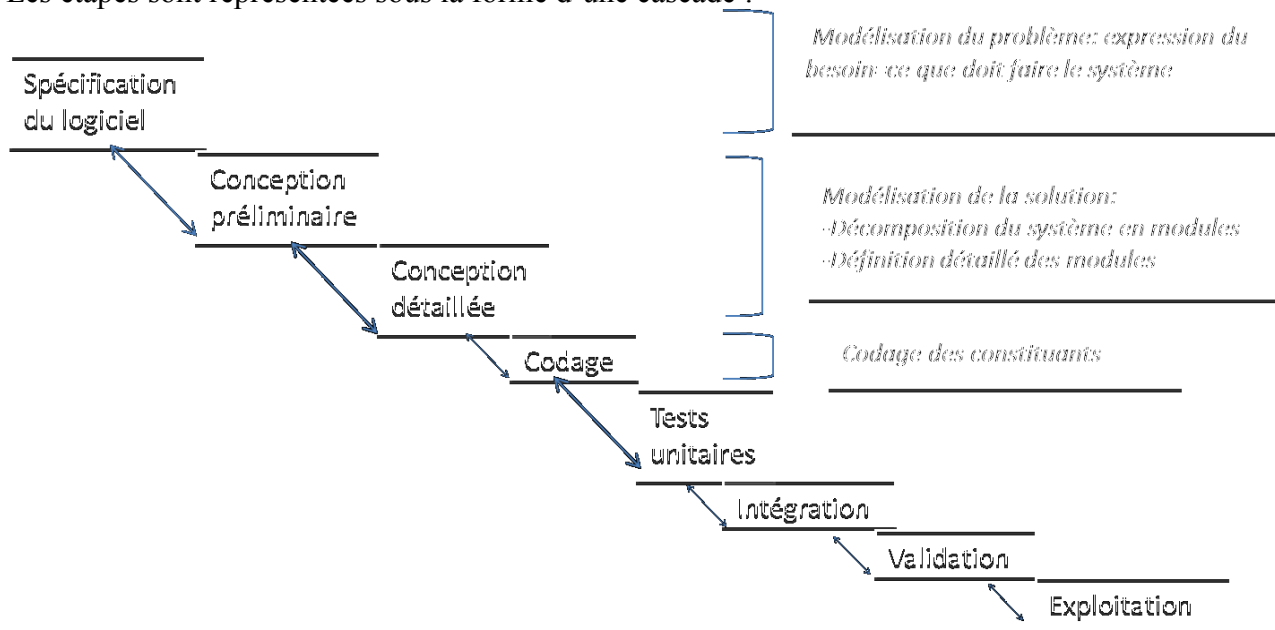 Les étapes sont représentées sous la forme d'une cascade :
Modélisation du problème: expression du
besoin: ce que doit faire le système
Spécification
du logiciel
Conception
préliminaire
Modélisation de la solution:
-Décomposition du système en modules
-Définition détaillé des modules
Conception
détaillée
Codage
Codage des constituants
Tests
unitaires
Intégration
Validation
Exploitation